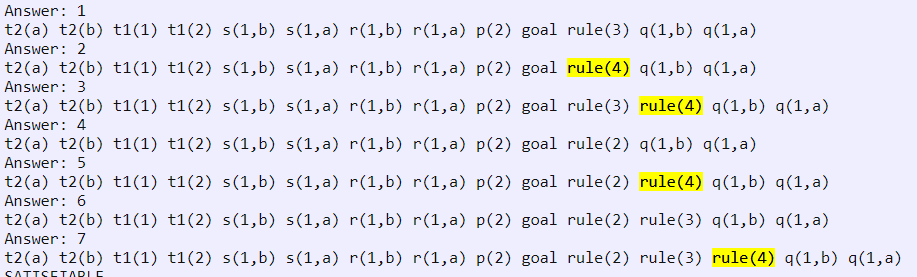 Answer: 1
t2(a) t2(b) t1(1) t1(2) s(1,b) s(1,a) r(1,b) r(1,a) p(2) goal rule(3) q(1,b) q(1,a)
Answer: 2
t2(a) t2(b) t1(1) t1(2) s(1,b) s(1,a) r(1,b) r(1,a) p(2) goal rule(4) q(1,b) q(1,a)
Answer: 3
t2(a) t2(b) t1(1) t1(2) s(1,b) s(1,a) r(1,b) r(1,a) p(2) goal rule(3) rule(4) q(1,b) q(1,a)
Answer: 4
t2(a) t2(b) t1(1) t1(2) s(1,b) s(1,a) r(1,b) r(1,a) p(2) goal rule(2) q(1,b) q(1,a)
Answer: 5
t2(a) t2(b) t1(1) t1(2) s(1,b) s(1,a) r(1,b) r(1,a) p(2) goal rule(2) rule(4) q(1,b) q(1,a)
Answer: 6
t2(a) t2(b) t1(1) t1(2) s(1,b) s(1,a) r(1,b) r(1,a) p(2) goal rule(2) rule(3) q(1,b) q(1,a)
Answer: 7
t2(a) t2(b) t1(1) t1(2) s(1,b) s(1,a) r(1,b) r(1,a) p(2) goal rule(2) rule(3) rule(4) q(1,b) q(1,a)
SATISFIABLE